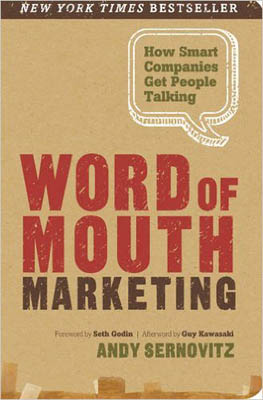 NEW YORK TIMES BESTSELLER
How Smart
Companies
Get People
Talking
WORD OF
MOUTH
MARKETING
Foreword by Seth Godin | Afterword by Guy Kawasaki
ANDY SERNOVITZ